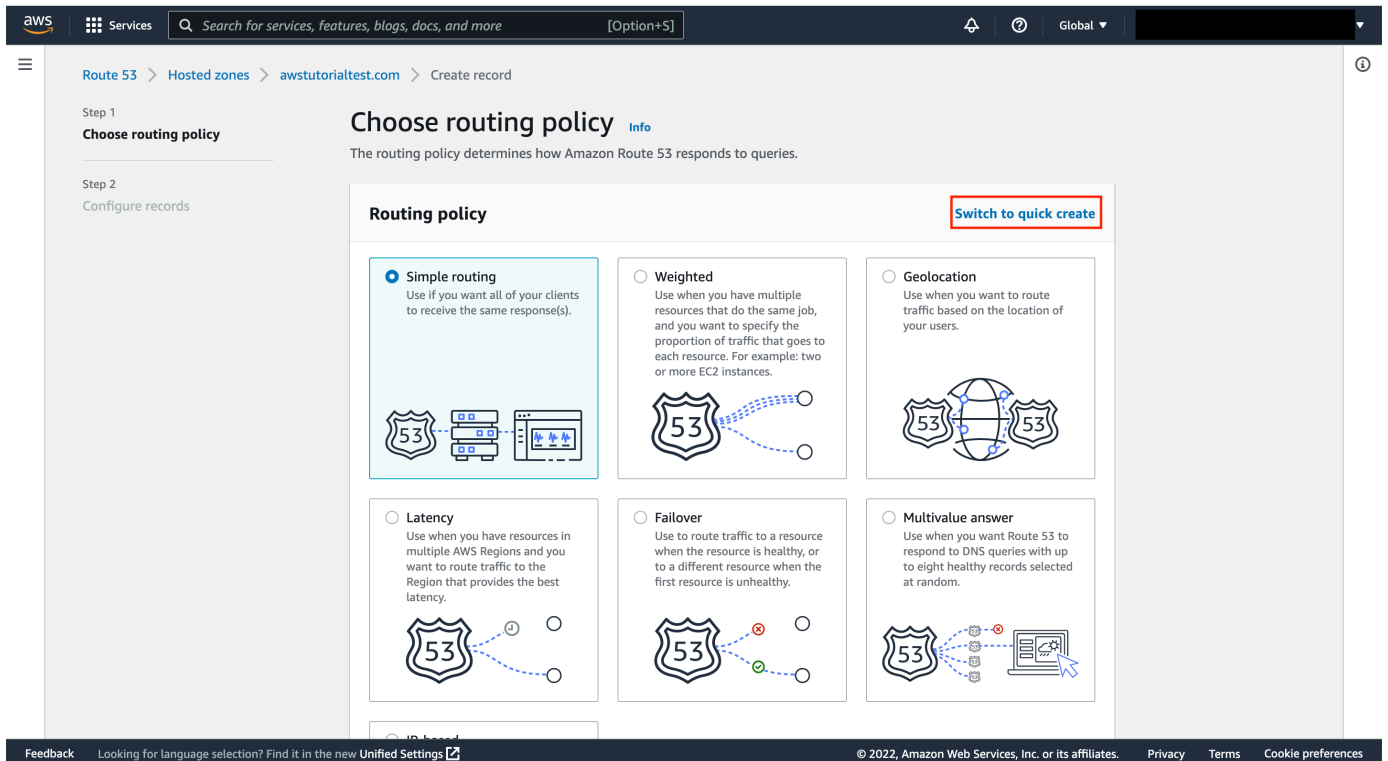 aws
Services
Search for services, features, blogs, docs, and more
[Option+S]
Global
Route 53 > Hosted zones > awstutorialtest.com > Create record
Step 1
Choose routing policy
Step 2
Configure records
Choose routing policy Info
The routing policy determines how Amazon Route 53 responds to queries.
Routing policy
Switch to quick create
Simple routing
Use if you want all of your clients
to receive the same response(s).
53
Weighted
Use when you have multiple
resources that do the same job,
and you want to specify the
proportion of traffic that goes to
each resource. For example: two
or more EC2 instances.
53
Geolocation
Use when you want to route
traffic based on the location of
your users.
53
53
Latency
Use when you have resources in
multiple AWS Regions and you
want to route traffic to the
Region that provides the best
latency.
53
Failover
Use to route traffic to a resource
when the resource is healthy, or
to a different resource when the
first resource is unhealthy.
53
Multivalue answer
Use when you want Route 53 to
respond to DNS queries with up
to eight healthy records selected
at random.
53
53
53
53
53
IP-based
Feedback
Looking for language selection? Find it in the new Unified Settings
© 2022, Amazon Web Services, Inc. or its affiliates.
Privacy
Terms
Cookie preferences